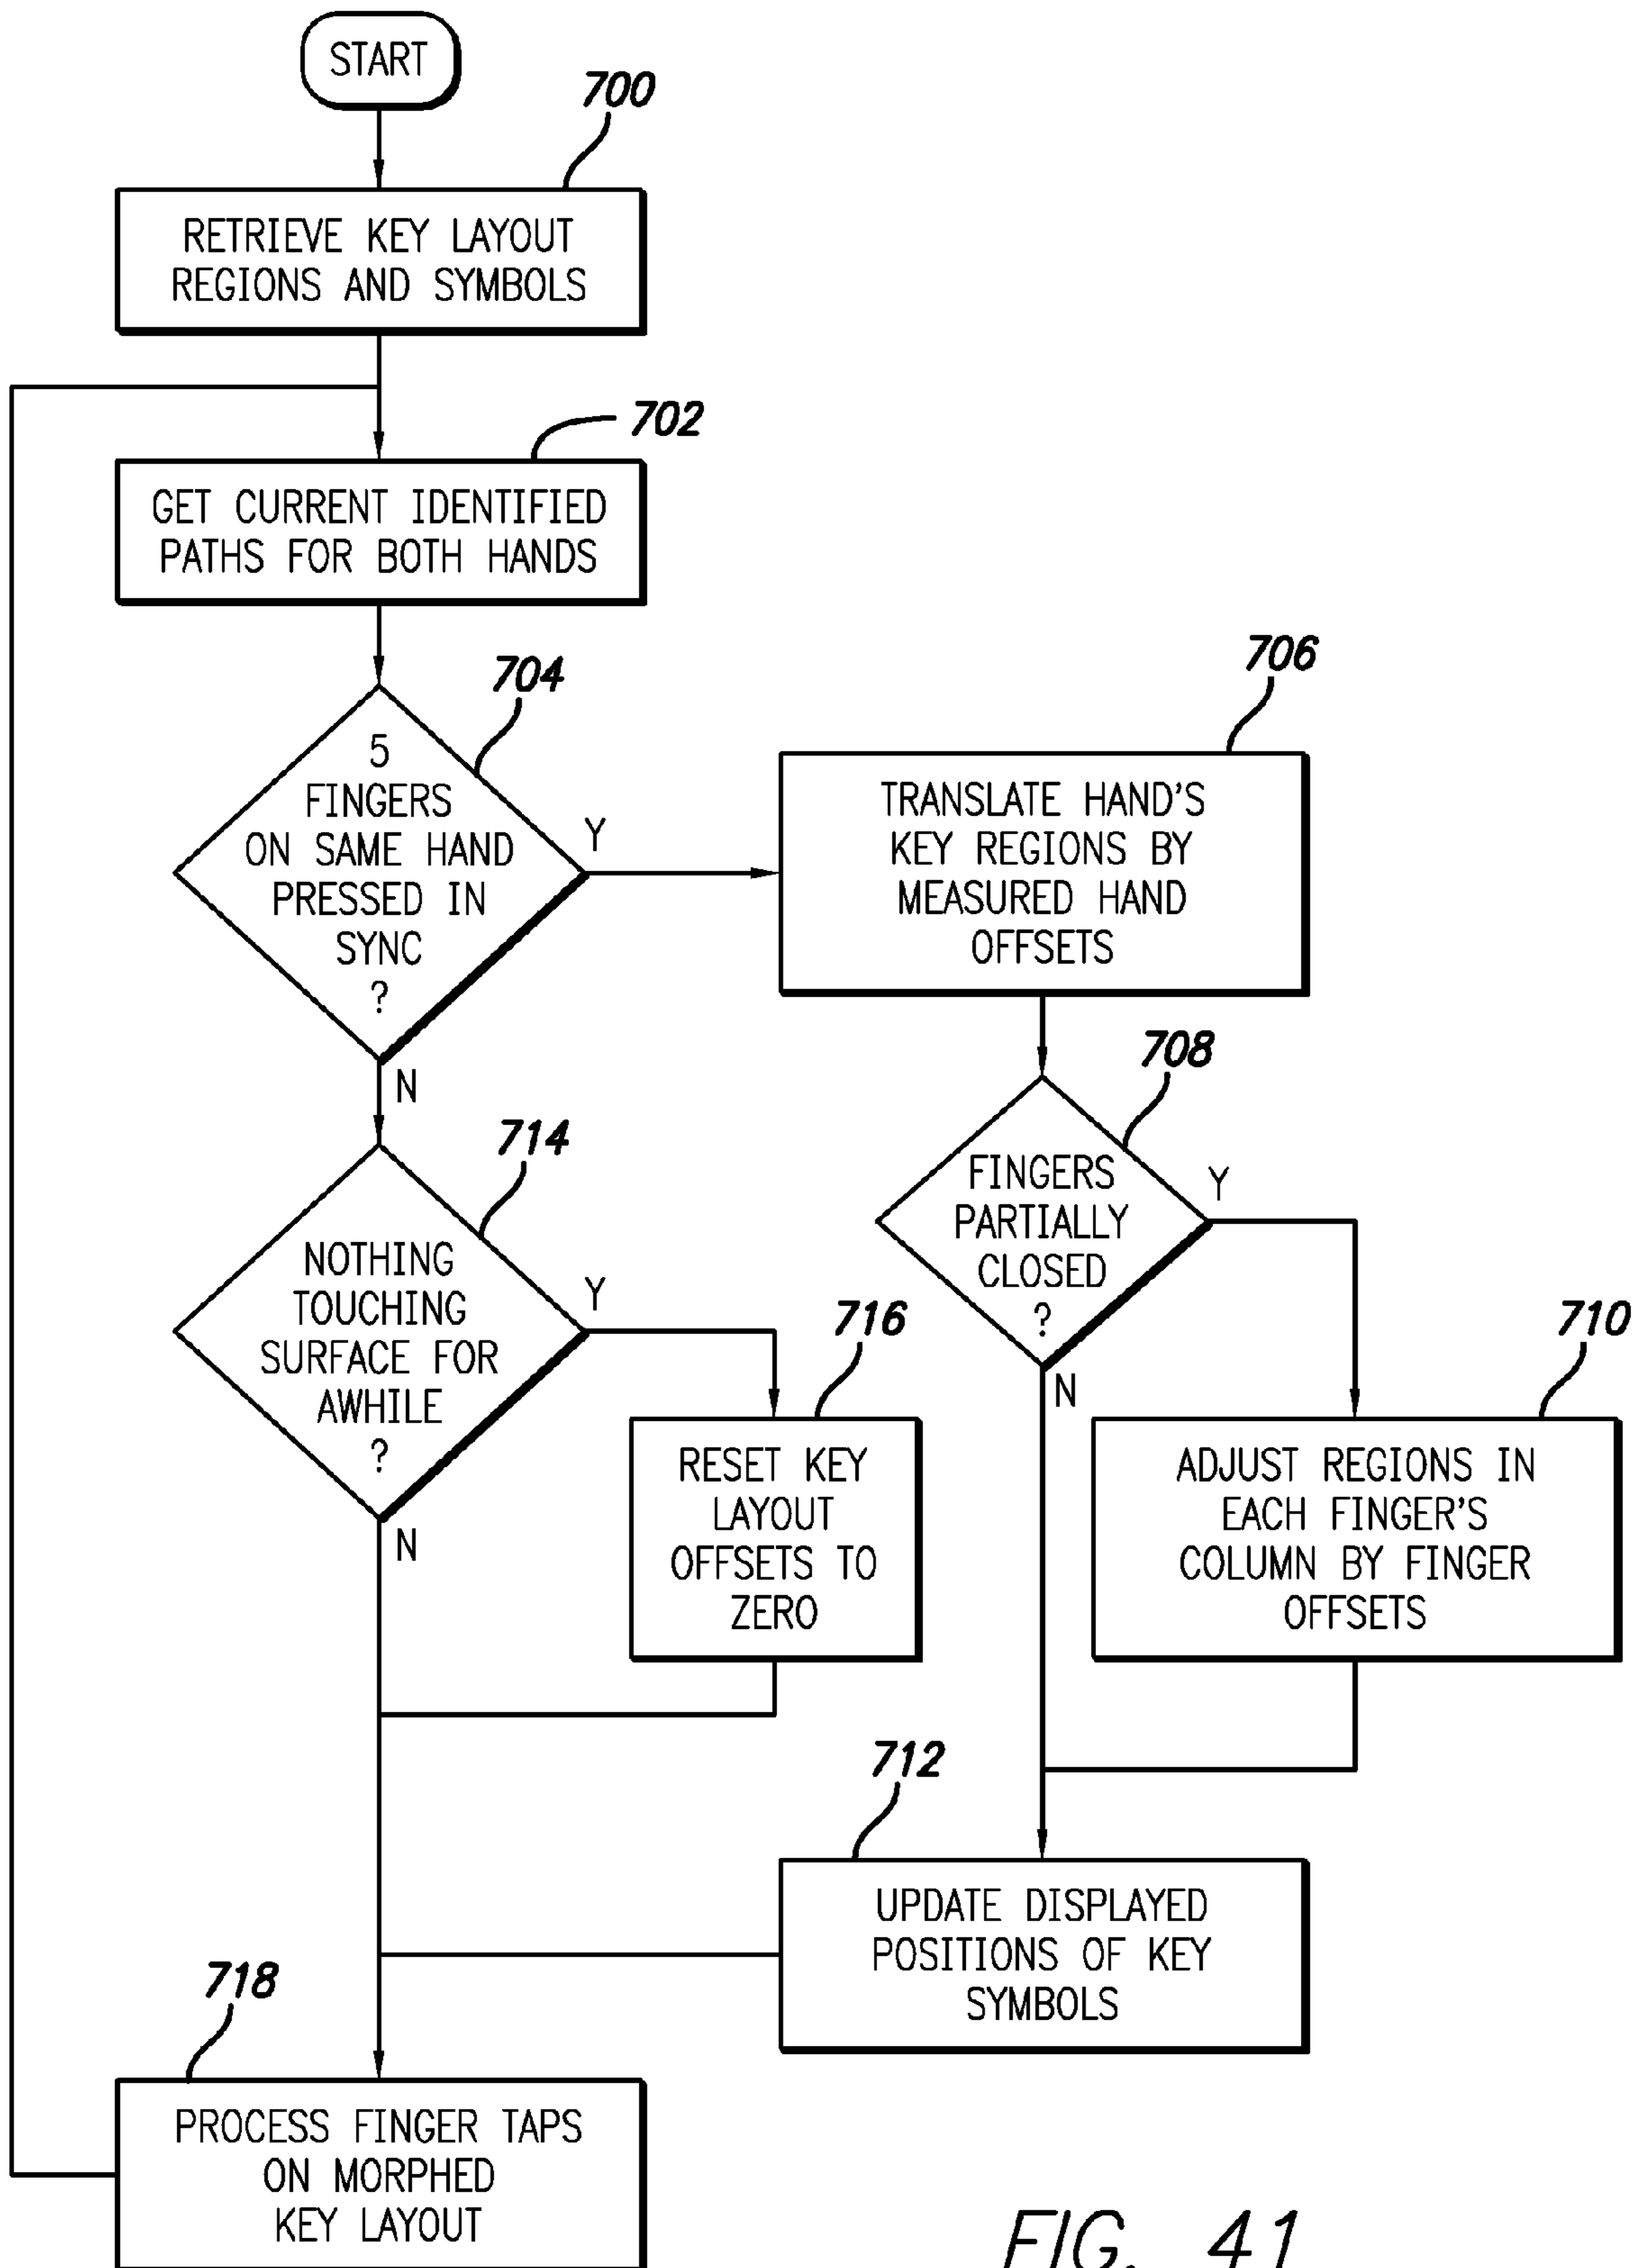 START
700
RETRIEVE KEY LAYOUT
REGIONS AND SYMBOLS
702
GET CURRENT IDENTIFIED
PATHS FOR BOTH HANDS
704
5
FINGERS
ON SAME HAND
PRESSED IN
SYNC
?
Y
N
706
TRANSLATE HAND'S
KEY REGIONS BY
MEASURED HAND
OFFSETS
708
FINGERS
PARTIALLY
CLOSED
?
Y
N
714
NOTHING
TOUCHING
SURFACE FOR
AWHILE
?
Y
N
716
RESET KEY
LAYOUT
OFFSETS TO
ZERO
710
ADJUST REGIONS IN
EACH FINGER'S
COLUMN BY FINGER
OFFSETS
712
UPDATE DISPLAYED
POSITIONS OF KEY
SYMBOLS
718
PROCESS FINGER TAPS
ON MORPHED
KEY LAYOUT
FIG. 41